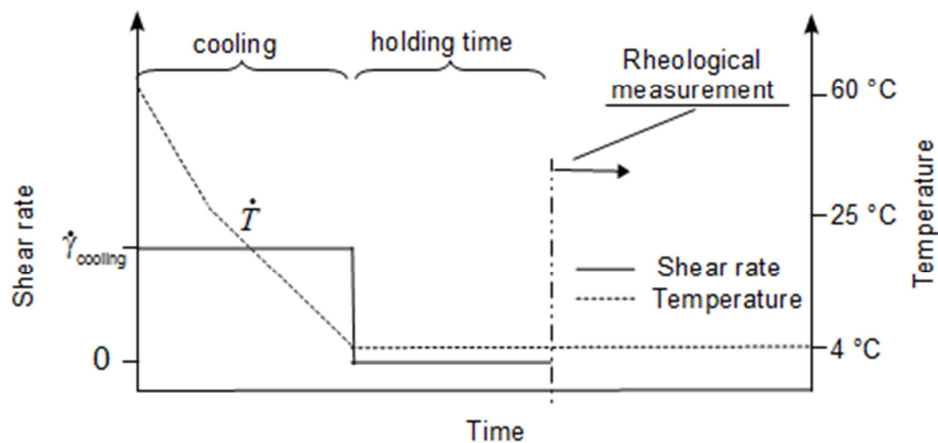 cooling
holding time
Rheological
measurement
60 °C
25 °C
4 °C
Temperature
Shear rate
γ̇cooling
0
Ṫ
Shear rate
Temperature
Time